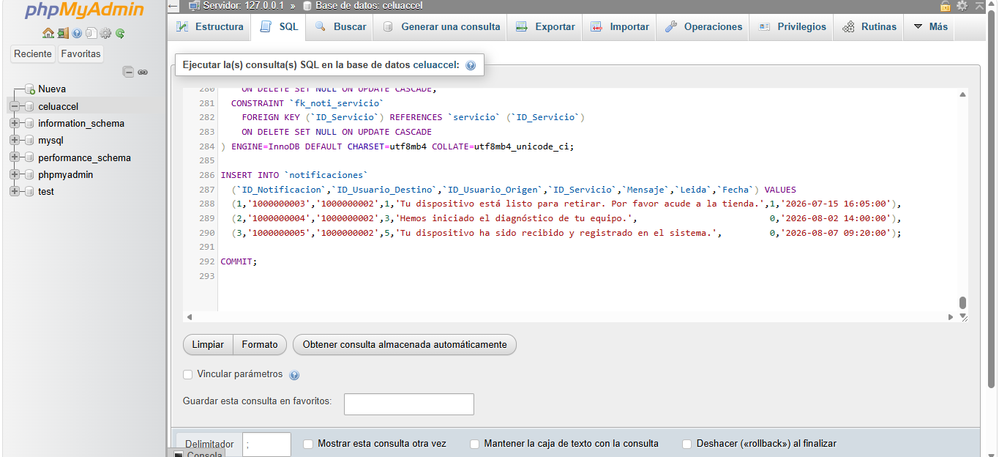 phpMyAdmin
Reciente Favoritas
Nueva
celuaccel
information_schema
mysql
performance_schema
phpmyadmin
test
← Servidor: 127.0.0.1 » Base de datos: celuaccel
Estructura SQL Buscar Generar una consulta Exportar Importar Operaciones Privilegios Rutinas Más
Ejecutar la(s) consulta(s) SQL en la base de datos celuaccel:
280 ON DELETE SET NULL ON UPDATE CASCADE,
281 CONSTRAINT `fk_noti_servicio`
282 FOREIGN KEY (`ID_Servicio`) REFERENCES `servicio` (`ID_Servicio`)
283 ON DELETE SET NULL ON UPDATE CASCADE
284 ) ENGINE=InnoDB DEFAULT CHARSET=utf8mb4 COLLATE=utf8mb4_unicode_ci;
285
286 INSERT INTO `notificaciones`
287 (`ID_Notificacion`,`ID_Usuario_Destino`,`ID_Usuario_Origen`,`ID_Servicio`,`Mensaje`,`Leida`,`Fecha`) VALUES
288 (1,'1000000003','1000000002',1,'Tu dispositivo está listo para retirar. Por favor acude a la tienda.',1,'2026-07-15 16:05:00'),
289 (2,'1000000004','1000000002',3,'Hemos iniciado el diagnóstico de tu equipo.', 0,'2026-08-02 14:00:00'),
290 (3,'1000000005','1000000002',5,'Tu dispositivo ha sido recibido y registrado en el sistema.', 0,'2026-08-07 09:20:00');
291
292 COMMIT;
293
Limpiar Formato Obtener consulta almacenada automáticamente
Vincular parámetros
Guardar esta consulta en favoritos:
Delimitador ; Mostrar esta consulta otra vez Mantener la caja de texto con la consulta Deshacer («rollback») al finalizar
Consola